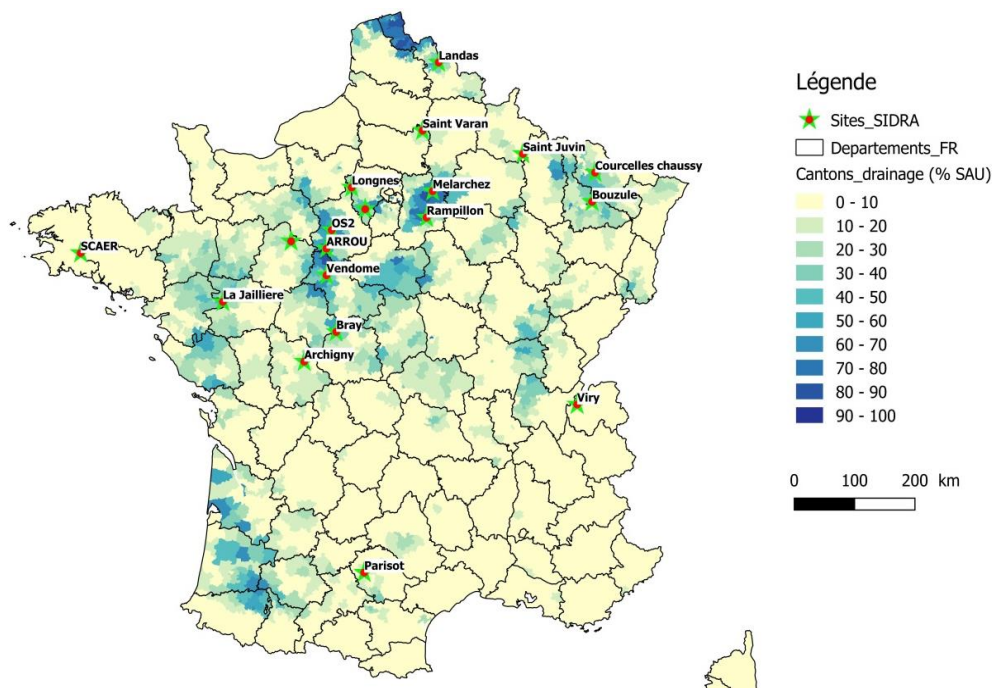 Landas
Saint Varan
Saint Juvin
Courcelles chaussy
Longnes
Melarchez
Bouzule
Rampillon
OS2
ARROU
SCAER
Vendome
La Jailliere
Bray
Archigny
Viry
Parisot
Légende
Sites_SIDRA
Departements_FR
Cantons_drainage (% SAU)
0 - 10
10 - 20
20 - 30
30 - 40
40 - 50
50 - 60
60 - 70
70 - 80
80 - 90
90 - 100
0 100 200 km